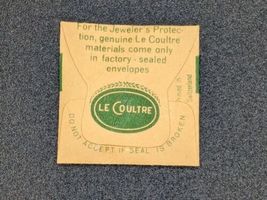 For the Jeweler's Protec-
tion, genuine Le Coultre
materials come only
in factory - sealed
envelopes
Printed in
Switzerland
LE COULTRE
DO NOT ACCEPT IF SEAL IS BROKEN